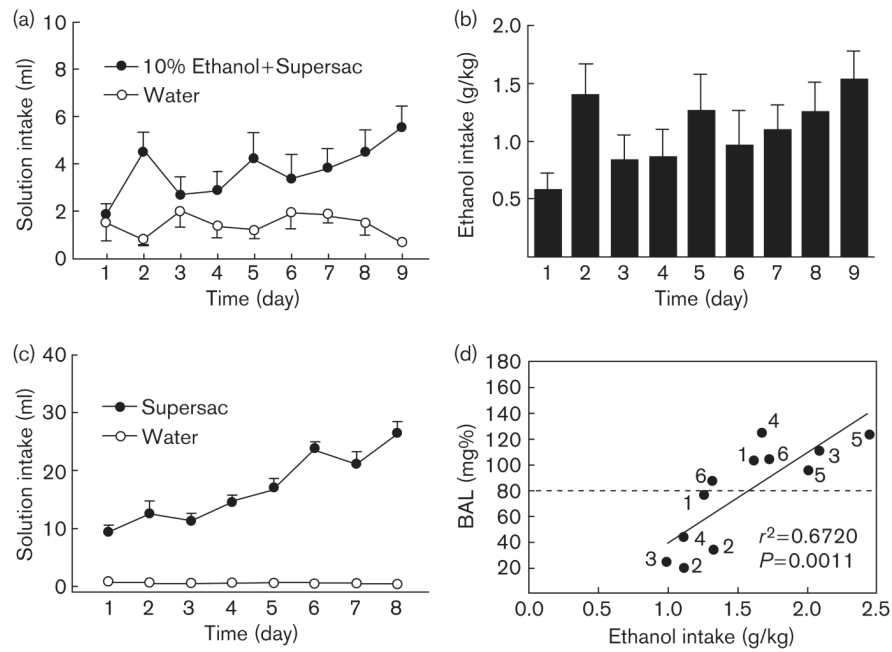 (a)
10
8
6
4
2
0
Solution intake (ml)
10% Ethanol+Supersac
Water
1 2 3 4 5 6 7 8 9
Time (day)
(b)
1.5
1.0
0.5
Ethanol intake (g/kg)
1 2 3 4 5 6 7 8 9
Time (day)
(c)
40
30
20
10
0
Solution intake (ml)
Supersac
Water
1 2 3 4 5 6 7 8
Time (day)
(d)
180
160
140
120
100
80
60
40
20
0
BAL (mg%)
4
5
1 6 3
6 5
1
4 2
3 2
r²=0.6720
P=0.0011
0.0 0.5 1.0 1.5 2.0 2.5
Ethanol intake (g/kg)